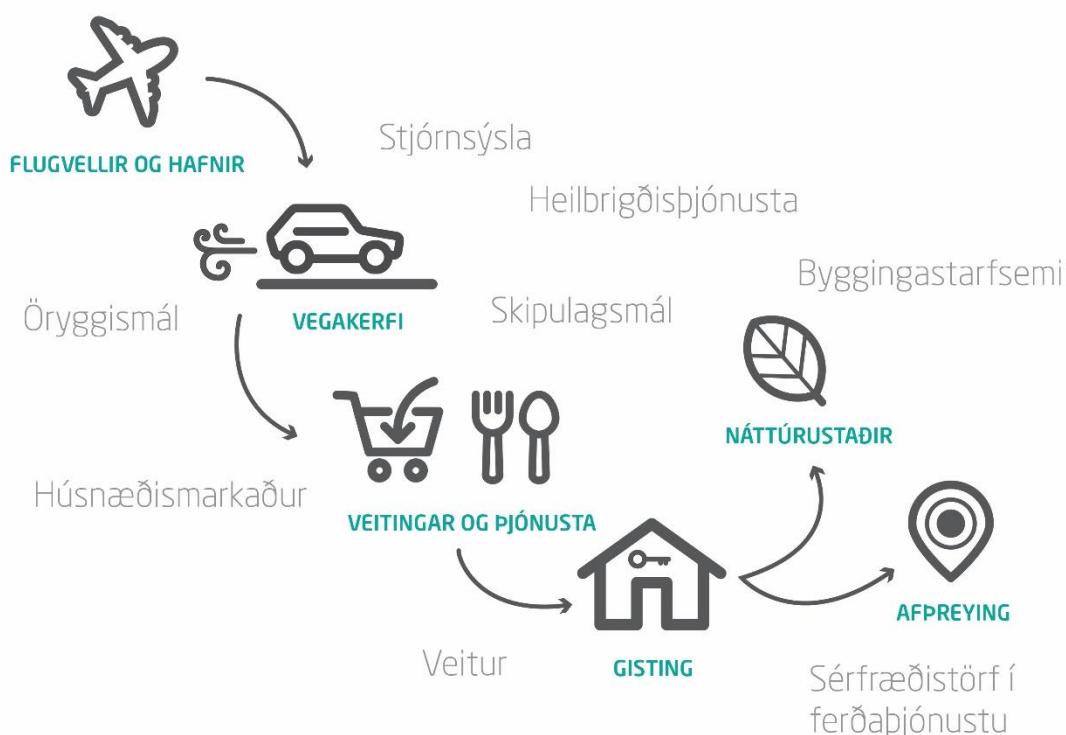 FLUGVELLIR OG HAFNIR
Stjórnsýsla
Heilbrigðisþjónusta
Byggingastarfsemi
Öryggismál
VEGAKERFI
Skipulagsmál
NÁTTÚRUSTAÐIR
Húsnæðismarkaður
VEITINGAR OG ÞJÓNUSTA
AFÞREYING
Veitur
GISTING
Sérfræðistörf í
ferðaþjónustu